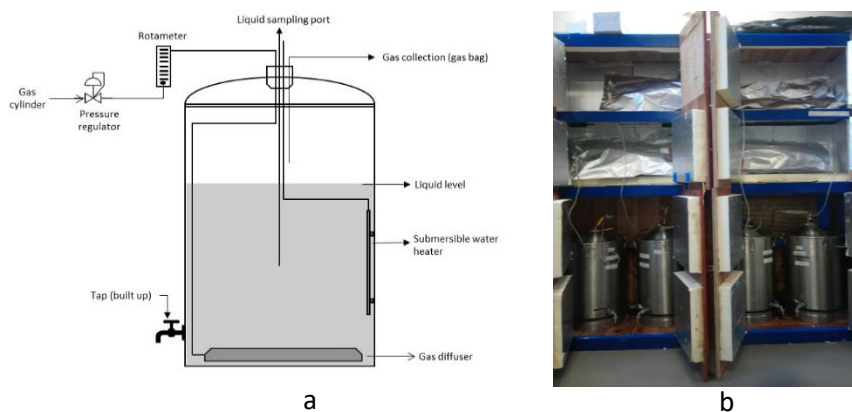 Liquid sampling port
Rotameter
Gas collection (gas bag)
Gas
cylinder
Pressure
regulator
Liquid level
Submersible water
heater
Tap (built up)
Gas diffuser
a
b